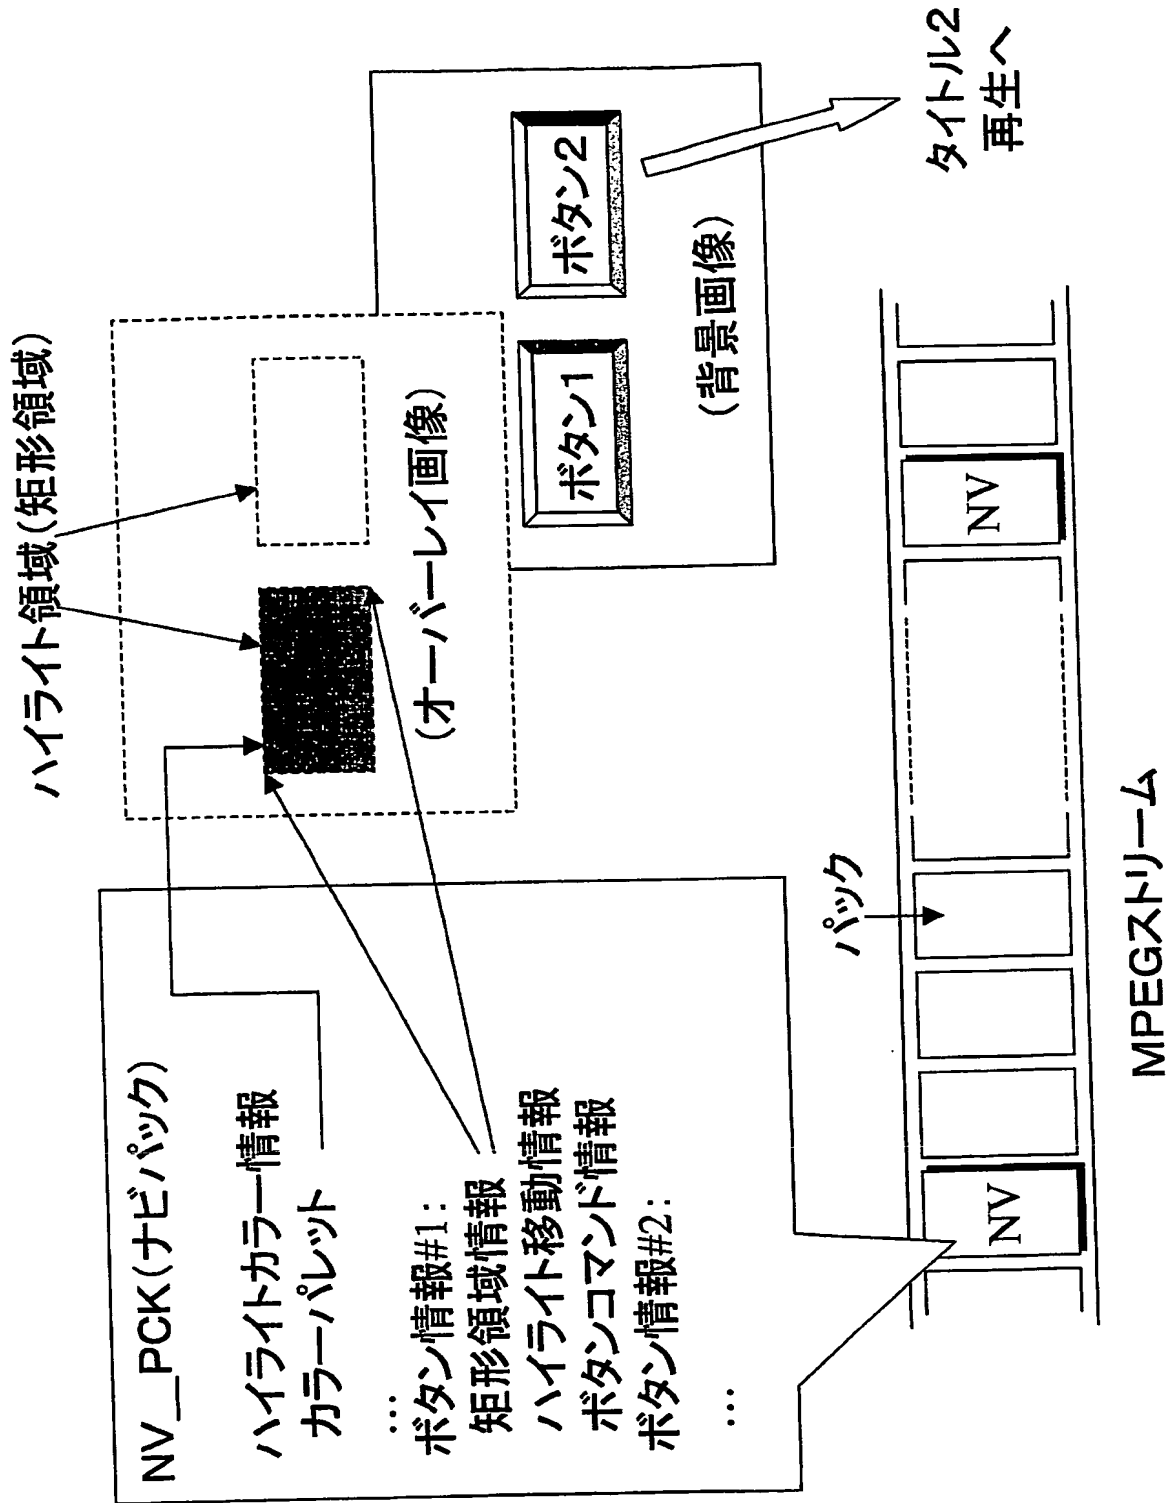 NV__PCK(ナビパック)
ハイライトカラー情報
カラーパレット
…
ボタン情報#1:
矩形領域情報
ハイライト移動情報
ボタンコマンド情報
ボタン情報#2:
…
ハイライト領域(矩形領域)
(オーバーレイ画像)
ボタン1
ボタン2
(背景画像)
タイトル2
再生へ
パック
NV
NV
MPEGストリーム